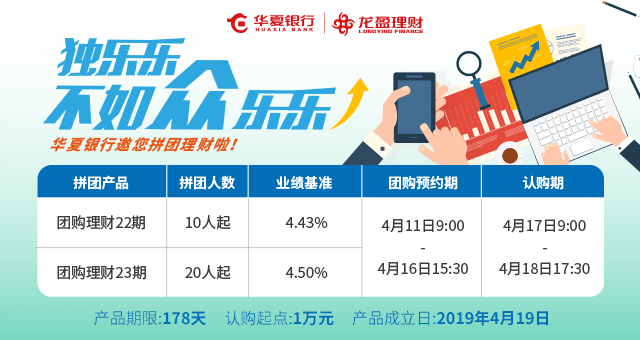 华夏银行 龙盈理财
HUAXIA BANK LONGYING FINANCE
独乐乐
不如众乐乐
华夏银行邀您拼团理财啦!
拼团产品 拼团人数 业绩基准 团购预约期 认购期
团购理财22期 10人起 4.43% 4月11日9:00 - 4月16日15:30 4月17日9:00 - 4月18日17:30
团购理财23期 20人起 4.50%
产品期限:178天 认购起点:1万元 产品成立日:2019年4月19日